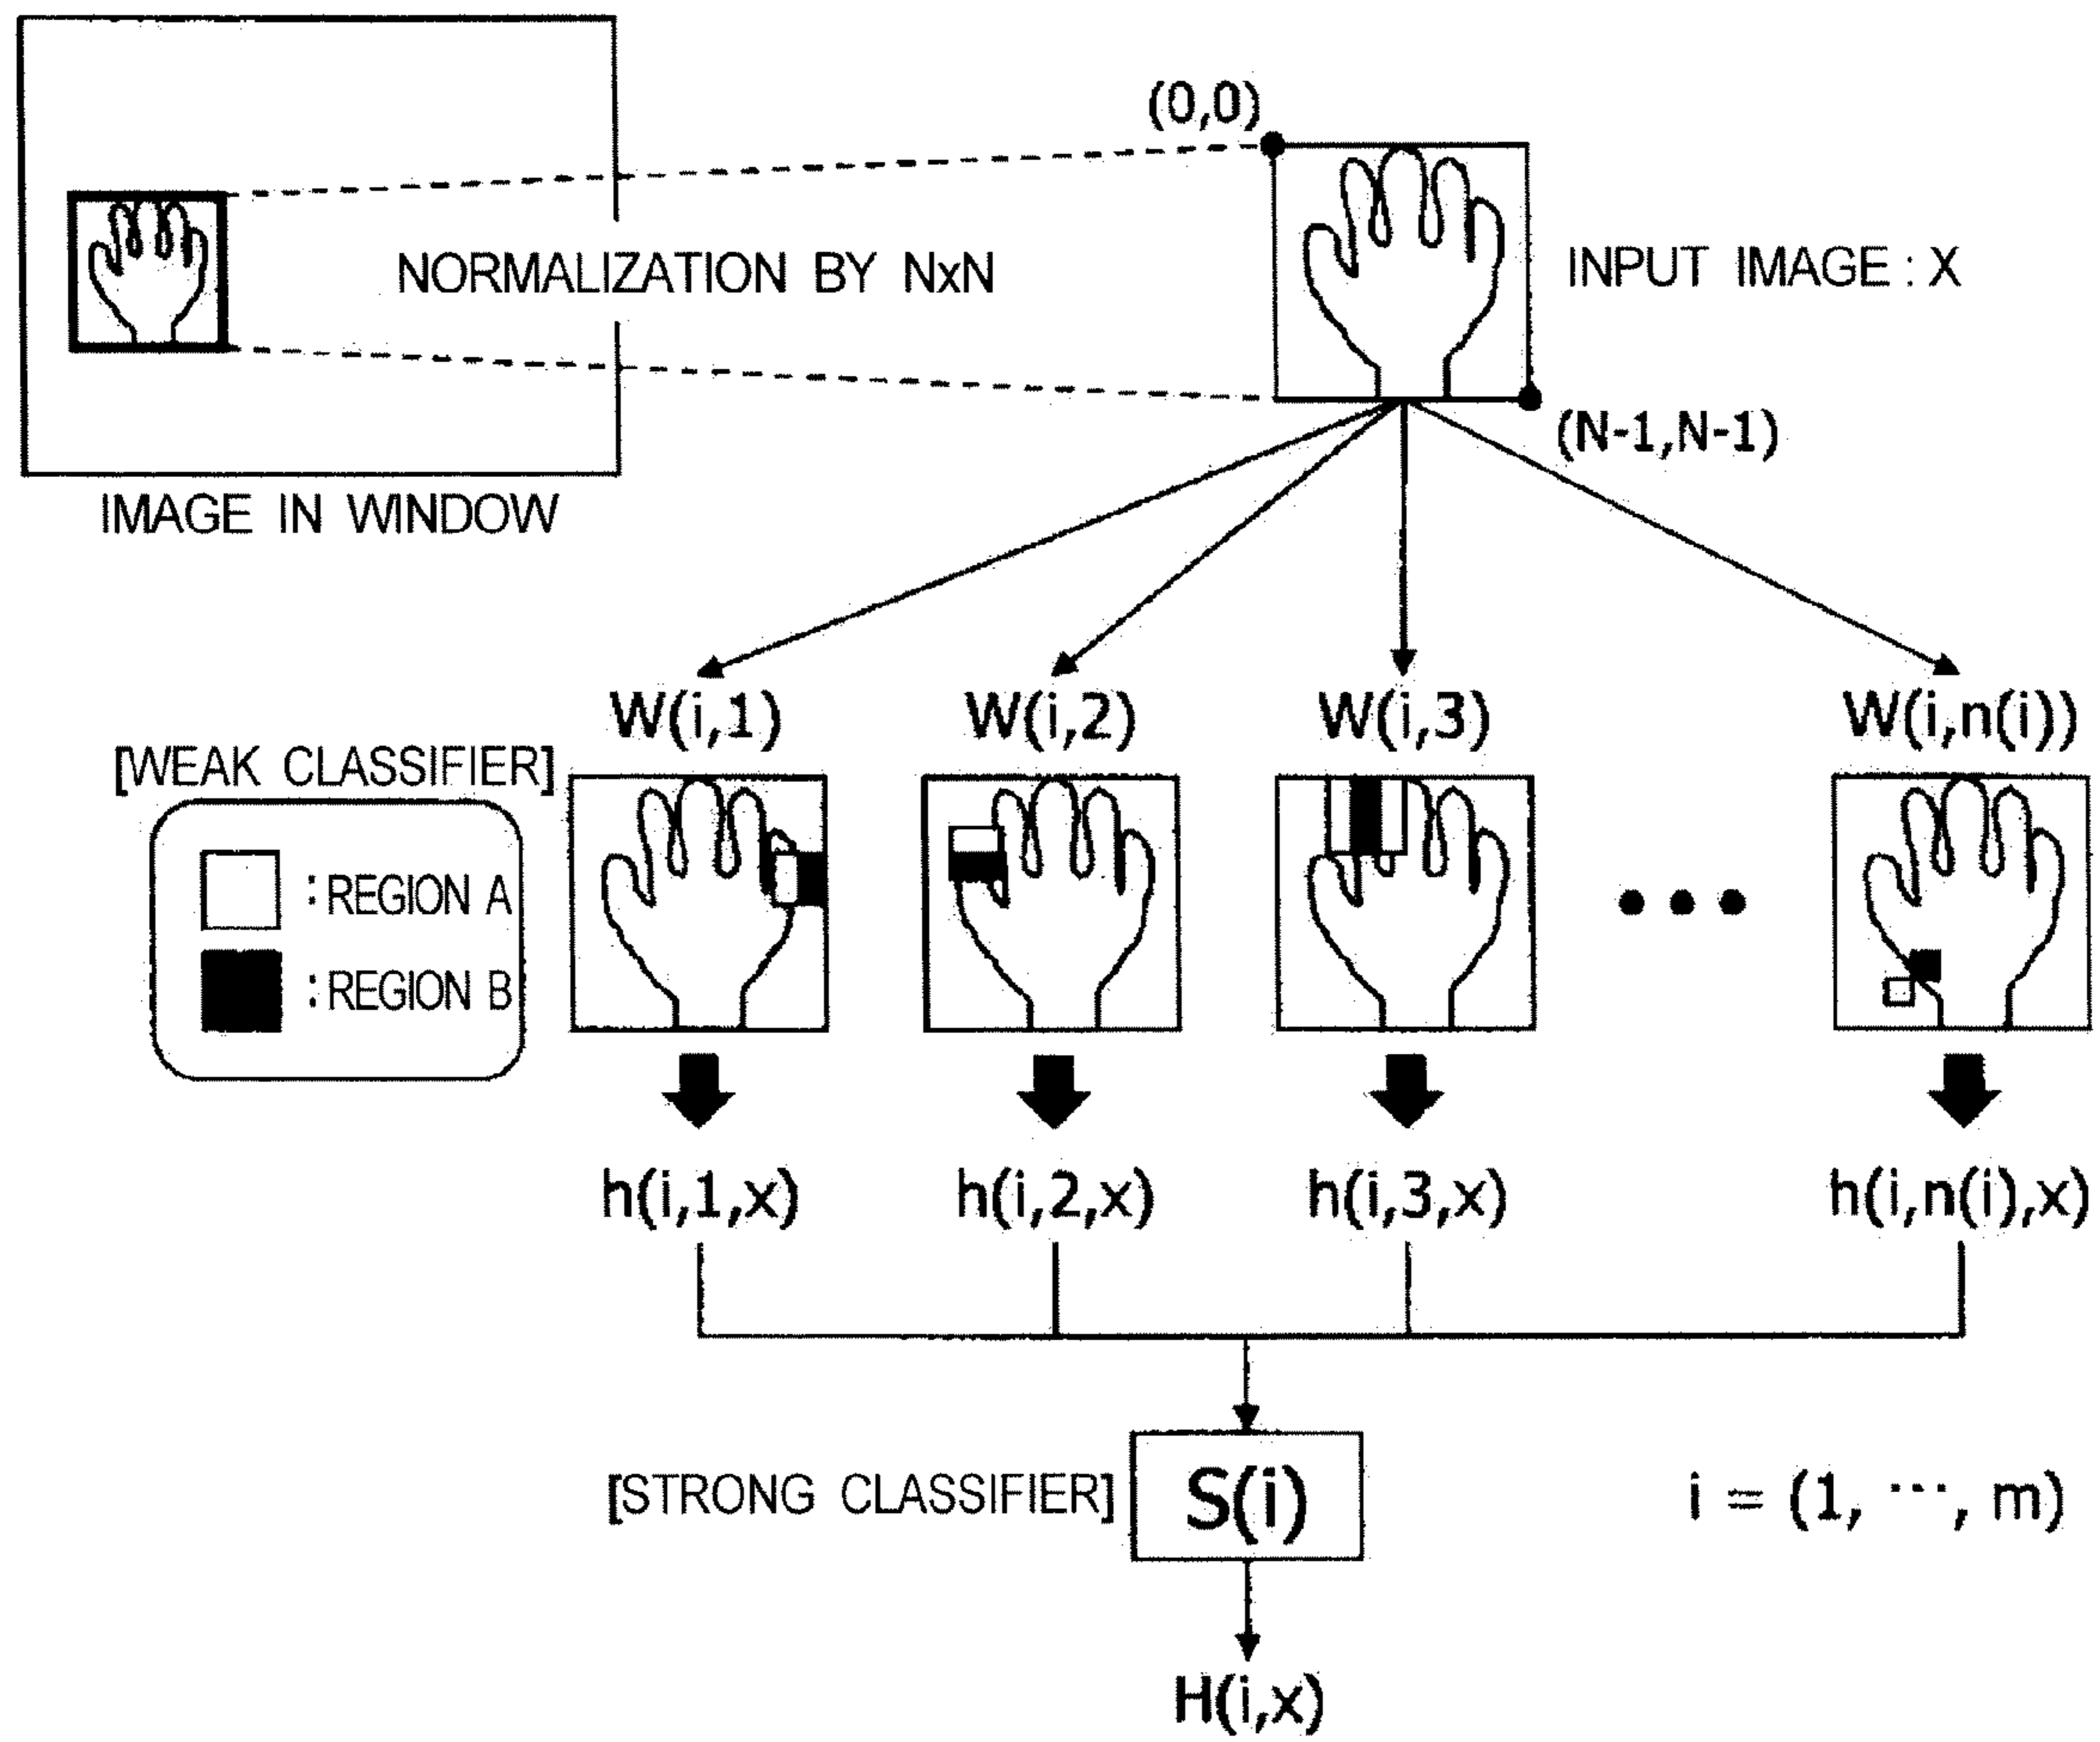 (0,0)
NORMALIZATION BY NxN
INPUT IMAGE : X
(N-1,N-1)
IMAGE IN WINDOW
W(i,1) W(i,2) W(i,3) W(i,n(i))
[WEAK CLASSIFIER]
: REGION A
: REGION B
h(i,1,x) h(i,2,x) h(i,3,x) h(i,n(i),x)
[STRONG CLASSIFIER] S(i) i = (1, ···, m)
H(i,x)